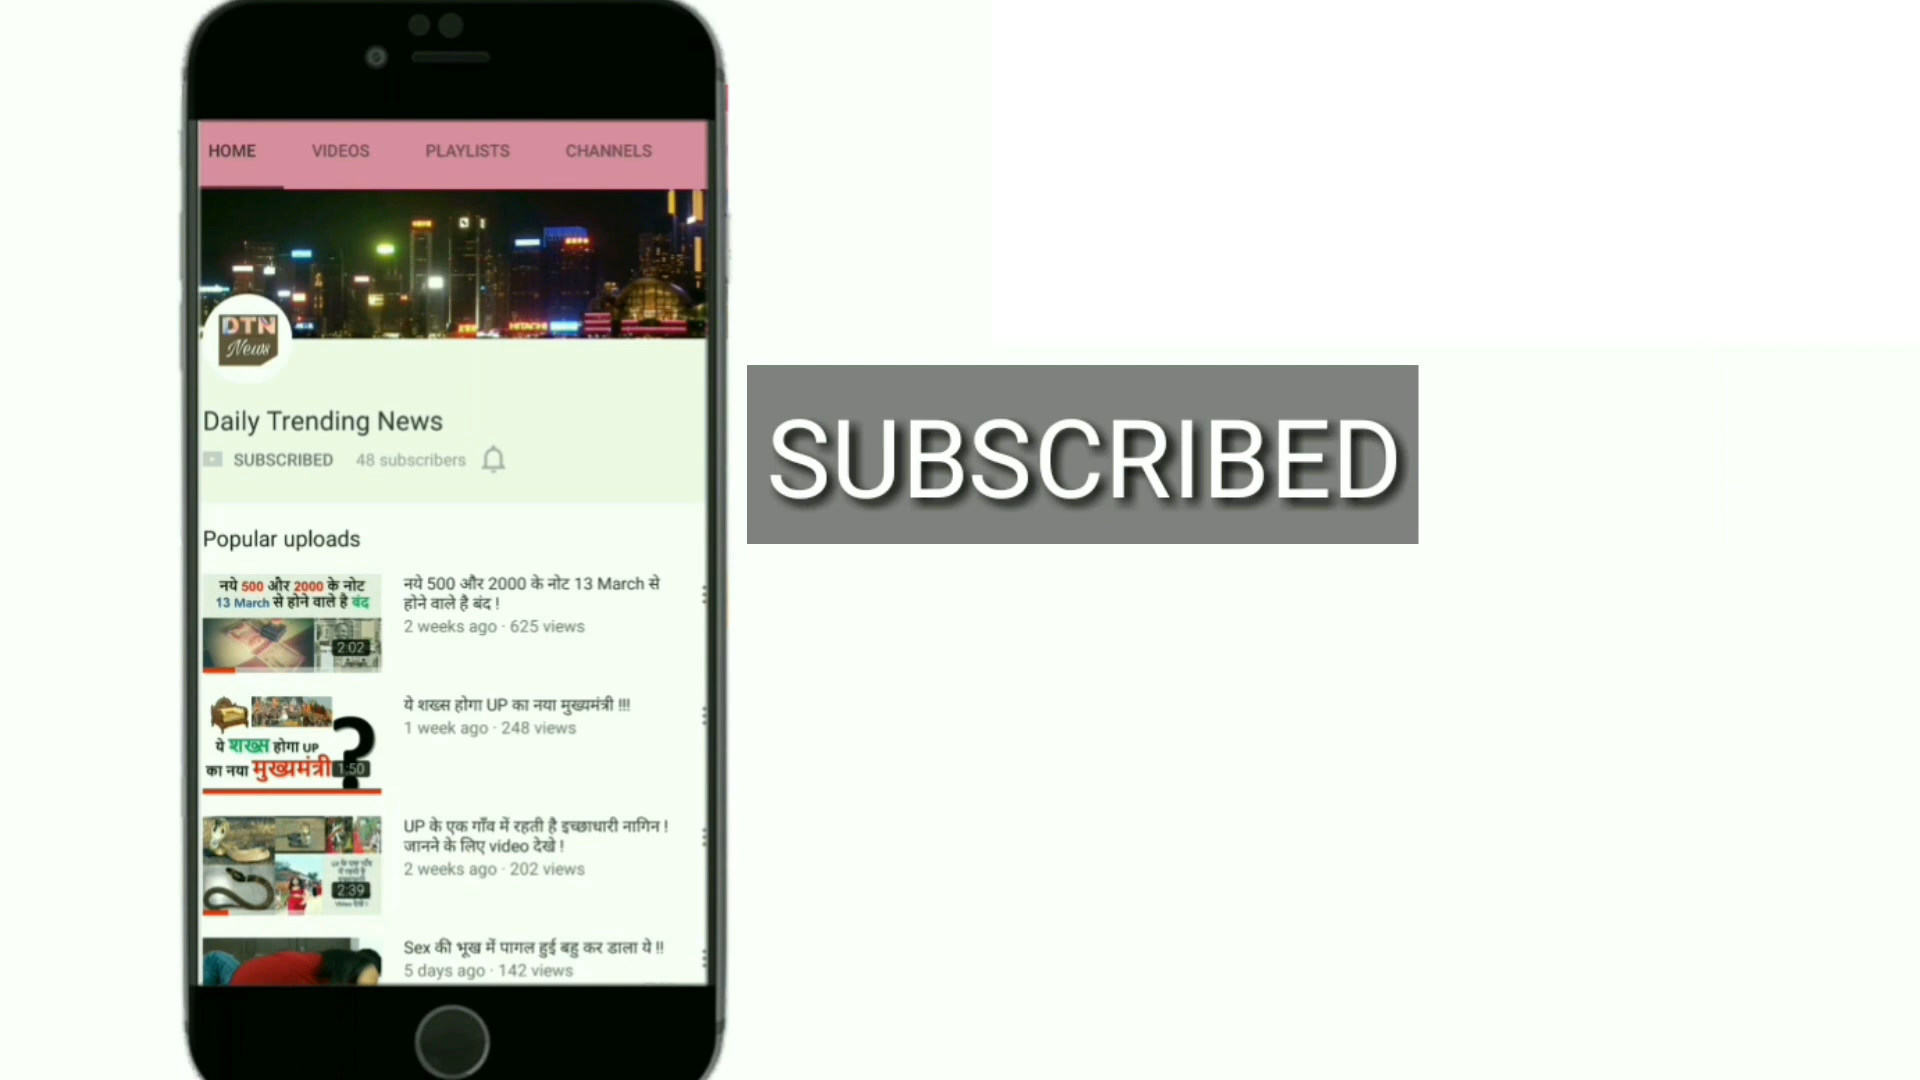 HOME VIDEOS PLAYLISTS CHANNELS
HITACHI
DTN
News
Daily Trending News
SUBSCRIBED 48 subscribers
SUBSCRIBED
Popular uploads
नये 500 और 2000 के नोट
13 March से होने वाले है बंद
2:02
नये 500 और 2000 के नोट 13 March से
होने वाले है बंद !
2 weeks ago · 625 views
ये शख्स होगा UP
का नया मुख्यमंत्री ?
1:50
ये शख्स होगा UP का नया मुख्यमंत्री !!!
1 week ago · 248 views
2:39
UP के एक गाँव में रहती है इच्छाधारी नागिन !
जानने के लिए video देखे !
2 weeks ago · 202 views
Sex की भूख में पागल हुई बहु कर डाला ये !!
5 days ago · 142 views